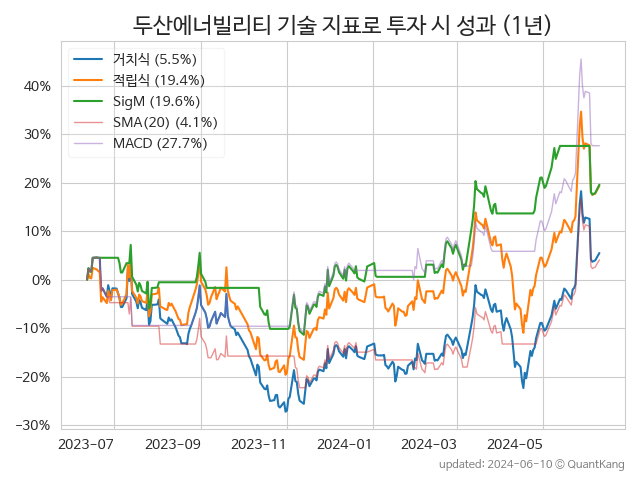 두산에너빌리티 기술 지표로 투자 시 성과 (1년)
거치식 (5.5%)
적립식 (19.4%)
SigM (19.6%)
SMA(20) (4.1%)
MACD (27.7%)
40%
30%
20%
10%
0%
−10%
−20%
−30%
2023-07 2023-09 2023-11 2024-01 2024-03 2024-05
updated: 2024-06-10 © QuantKang